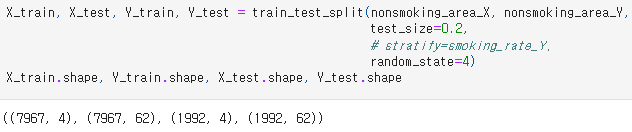 X_train, X_test, Y_train, Y_test = train_test_split(nonsmoking_area_X, nonsmoking_area_Y,
test_size=0.2,
# stratify=smoking_rate_Y,
random_state=4)
X_train.shape, Y_train.shape, X_test.shape, Y_test.shape
((7967, 4), (7967, 62), (1992, 4), (1992, 62))